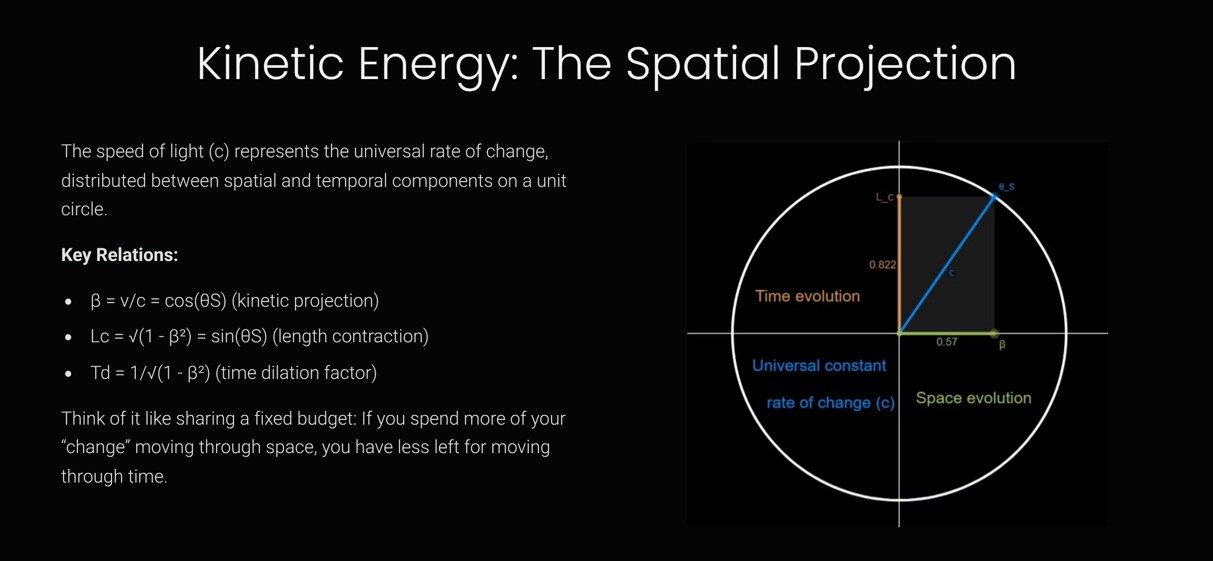 Kinetic Energy: The Spatial Projection
The speed of light (c) represents the universal rate of change,
distributed between spatial and temporal components on a unit
circle.
Key Relations:
• β = v/c = cos(θS) (kinetic projection)
• Lc = √(1 - β²) = sin(θS) (length contraction)
• Td = 1/√(1 - β²) (time dilation factor)
Think of it like sharing a fixed budget: If you spend more of your
“change” moving through space, you have less left for moving
through time.
θ_S
L_c
0.822
c
Time evolution
0.57
β
Universal constant
rate of change (c)
Space evolution